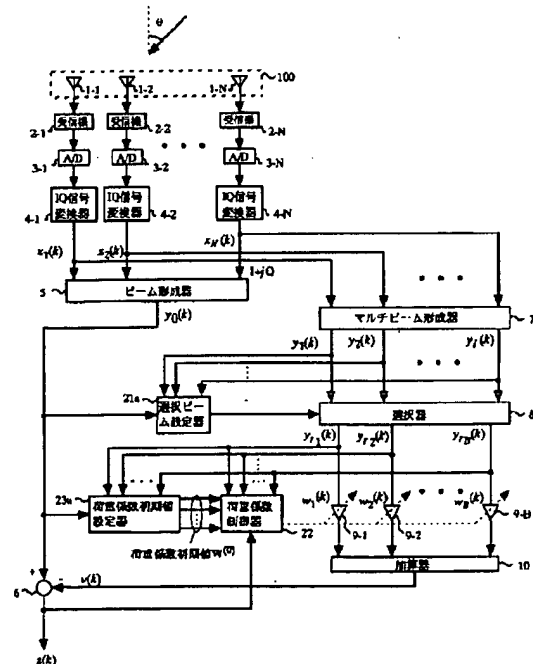 θ
100
1-1 1-2 1-N
受信機 受信機 受信機
2-1 2-2 2-N
A/D A/D A/D
3-1 3-2 3-N
IQ信号変換器 IQ信号変換器 IQ信号変換器
4-1 4-2 4-N
x1(k) x2(k) xN(k)
I+jQ
5 ビーム形成器
y0(k)
マルチビーム形成器 7
y1(k) y2(k) yI(k)
21a
選択ビーム設定器
選択器 8
yr1(k) yr2(k) yrB(k)
23a
荷重係数初期値設定器
荷重係数制御器
22
w1(k) w2(k) wB(k)
9-1 9-2 9-B
荷重係数初期値W(0)
加算器 10
+ -
6
v(k)